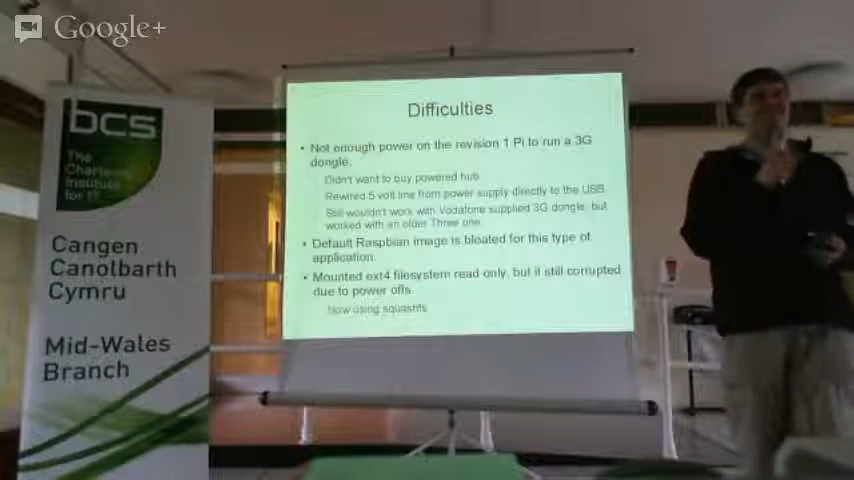 Google+
bcs
The
Chartered
Institute
for IT
Cangen
Canolbarth
Cymru
Mid-Wales
Branch
Difficulties
• Not enough power on the revision 1 Pi to run a 3G
dongle.
Didn't want to buy powered hub
Rewired 5 volt line from power supply directly to the USB
Still wouldn't work with Vodafone supplied 3G dongle, but
worked with an older Three one.
• Default Raspbian image is bloated for this type of
application.
• Mounted ext4 filesystem read only, but it still corrupted
due to power offs.
Now using squashfs